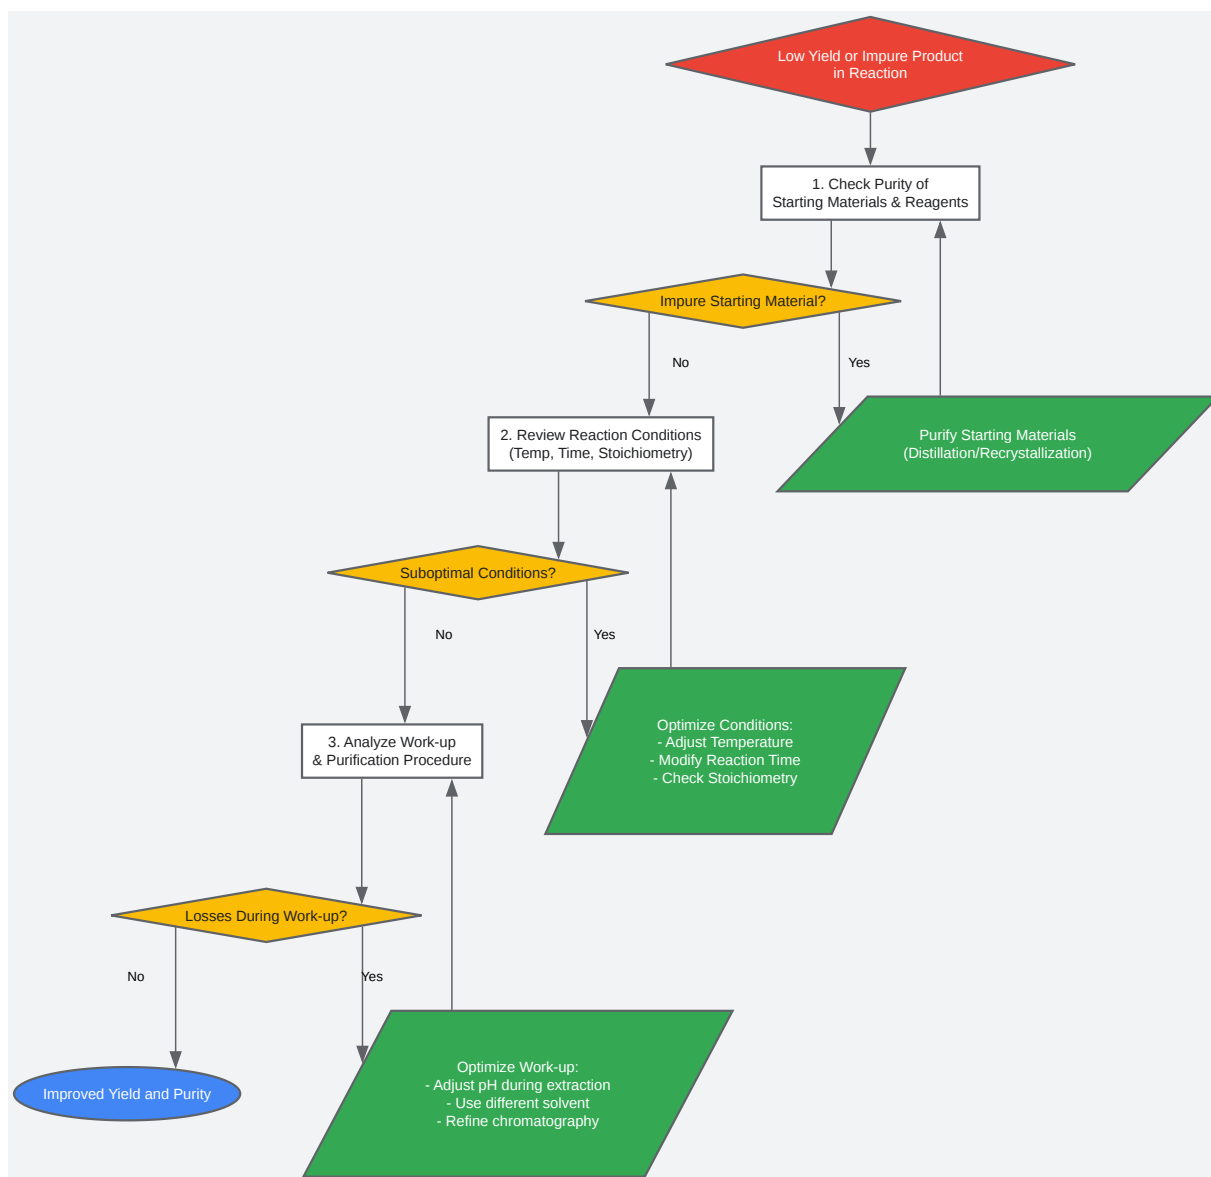 Low Yield or Impure Product
in Reaction
1. Check Purity of
Starting Materials & Reagents
Impure Starting Material?
No
Yes
2. Review Reaction Conditions
(Temp, Time, Stoichiometry)
Purify Starting Materials
(Distillation/Recrystallization)
Suboptimal Conditions?
No
Yes
3. Analyze Work-up
& Purification Procedure
Optimize Conditions:
- Adjust Temperature
- Modify Reaction Time
- Check Stoichiometry
Losses During Work-up?
No
Yes
Improved Yield and Purity
Optimize Work-up:
- Adjust pH during extraction
- Use different solvent
- Refine chromatography